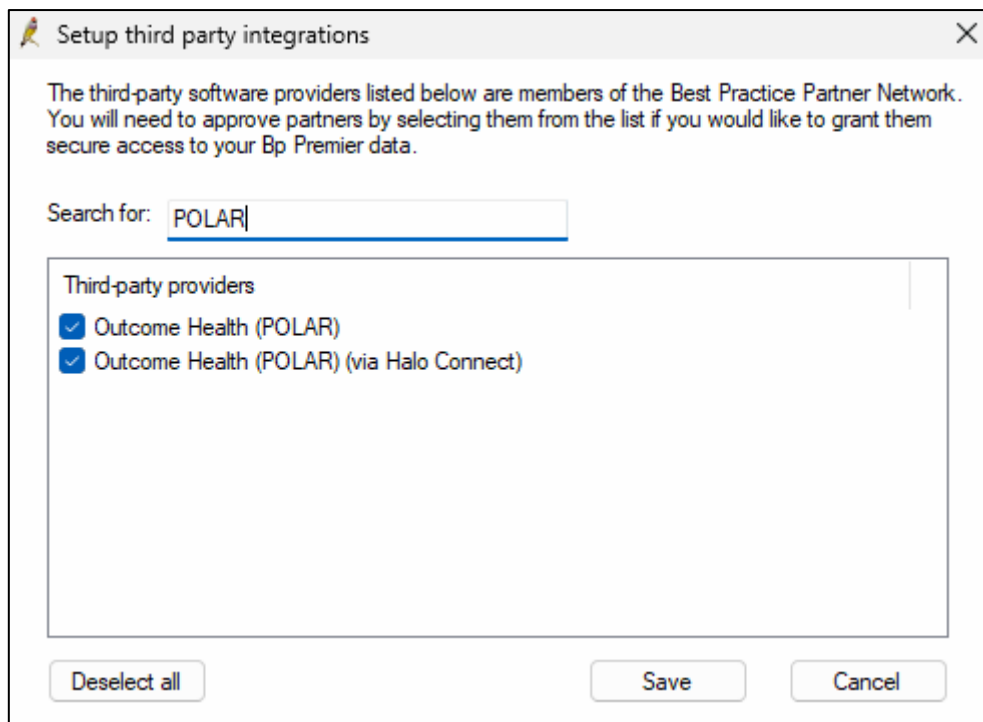 Setup third party integrations
The third-party software providers listed below are members of the Best Practice Partner Network.
You will need to approve partners by selecting them from the list if you would like to grant them
secure access to your Bp Premier data.
Search for: POLAR
Third-party providers
Outcome Health (POLAR)
Outcome Health (POLAR) (via Halo Connect)
Deselect all Save Cancel